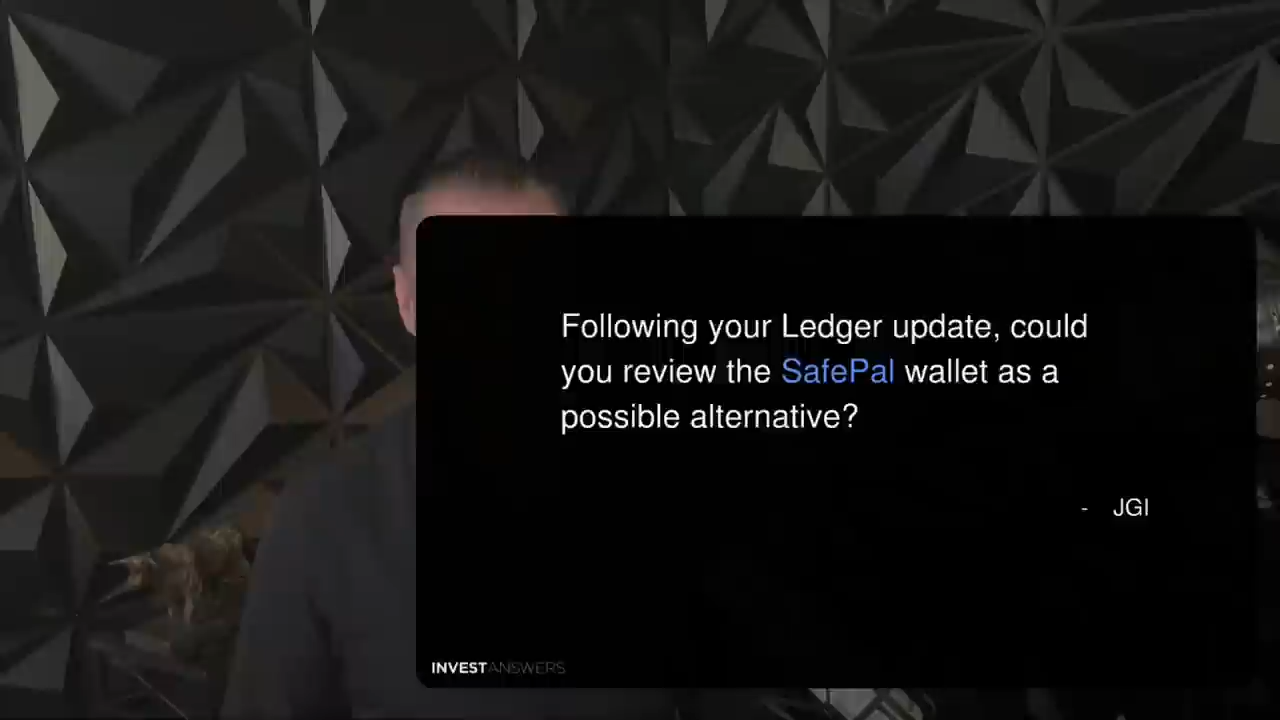 Following your Ledger update, could
you review the SafePal wallet as a
possible alternative?
- JGI
INVESTANSWERS